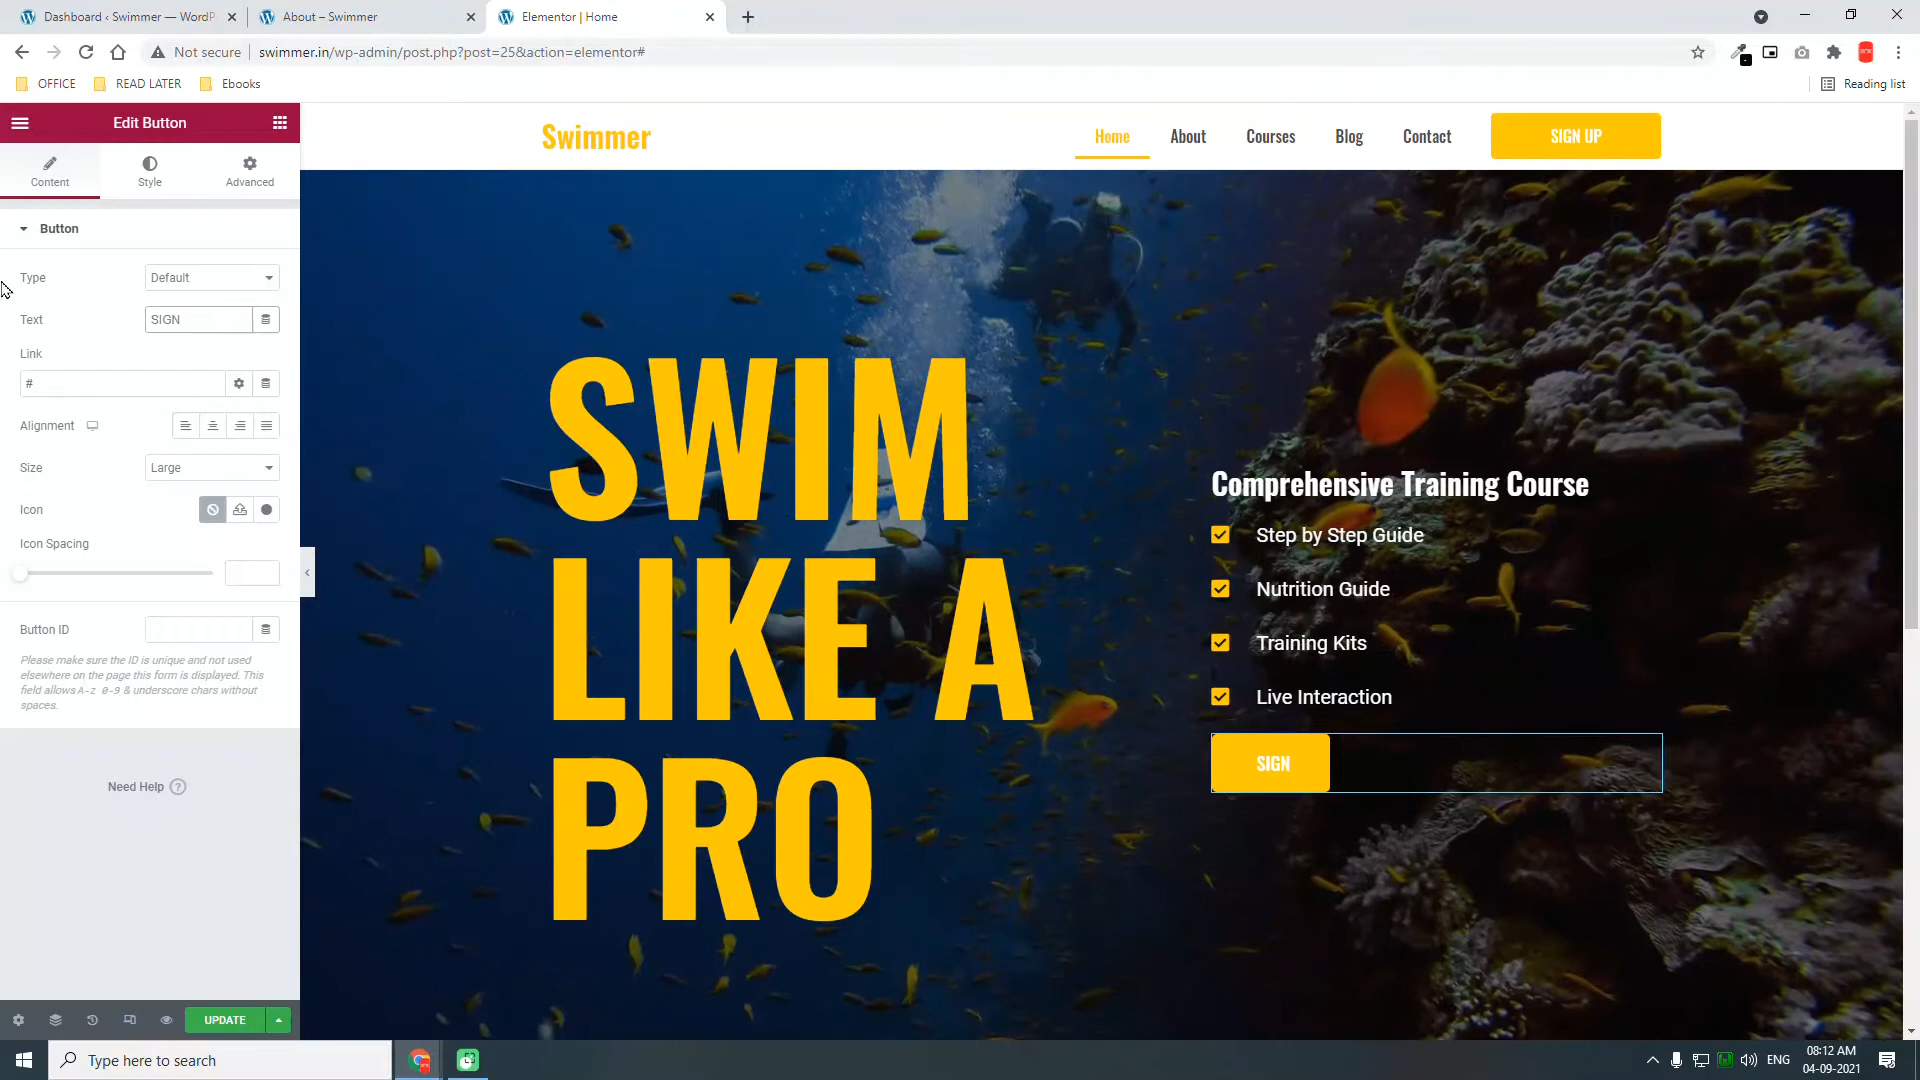 Dashboard ‹ Swimmer — WordP
About – Swimmer
Elementor | Home
Not secure
swimmer.in/wp-admin/post.php?post=25&action=elementor#
OFFICE
READ LATER
Ebooks
Reading list
Edit Button
Content
Style
Advanced
Button
Type
Default
Text
SIGN
Link
#
Alignment
Size
Large
Icon
Icon Spacing
Button ID
Please make sure the ID is unique and not used
elsewhere on the page this form is displayed. This
field allows A-z 0-9 & underscore chars without
spaces.
Need Help ?
UPDATE
Swimmer
Home
About
Courses
Blog
Contact
SIGN UP
SWIM
LIKE A
PRO
Comprehensive Training Course
Step by Step Guide
Nutrition Guide
Training Kits
Live Interaction
SIGN
Type here to search
ENG
08:12 AM
04-09-2021